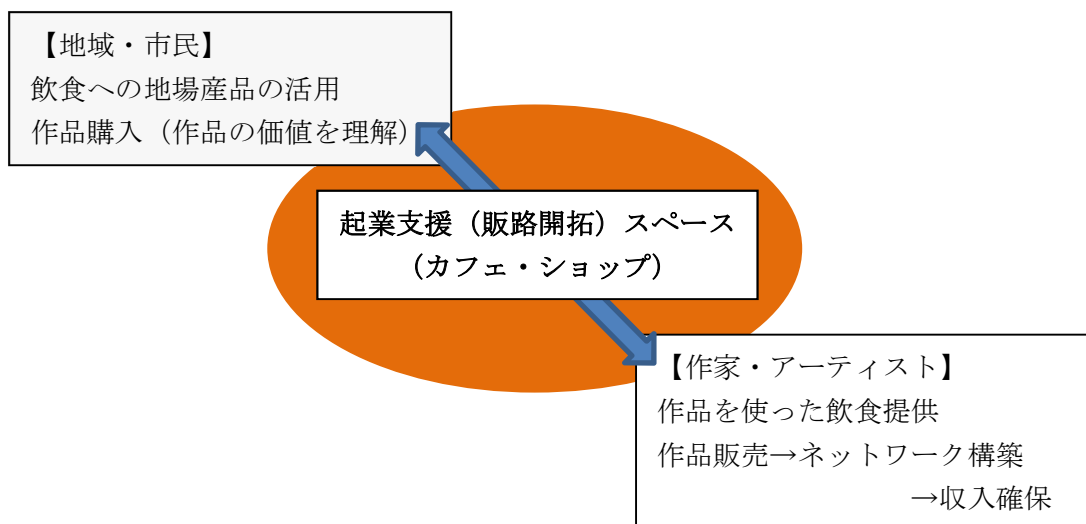 【地域・市民】
飲食への地場産品の活用
作品購入（作品の価値を理解）
起業支援（販路開拓）スペース
（カフェ・ショップ）
【作家・アーティスト】
作品を使った飲食提供
作品販売→ネットワーク構築
→収入確保